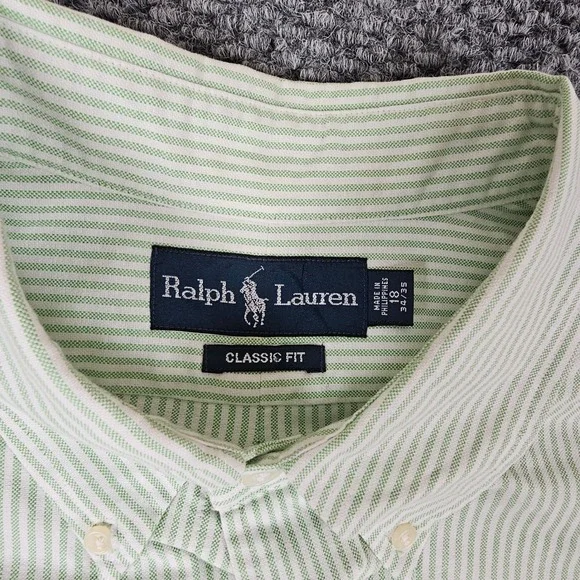 Ralph Lauren
MADE IN
PHILIPPINES
18
34/35
CLASSIC FIT